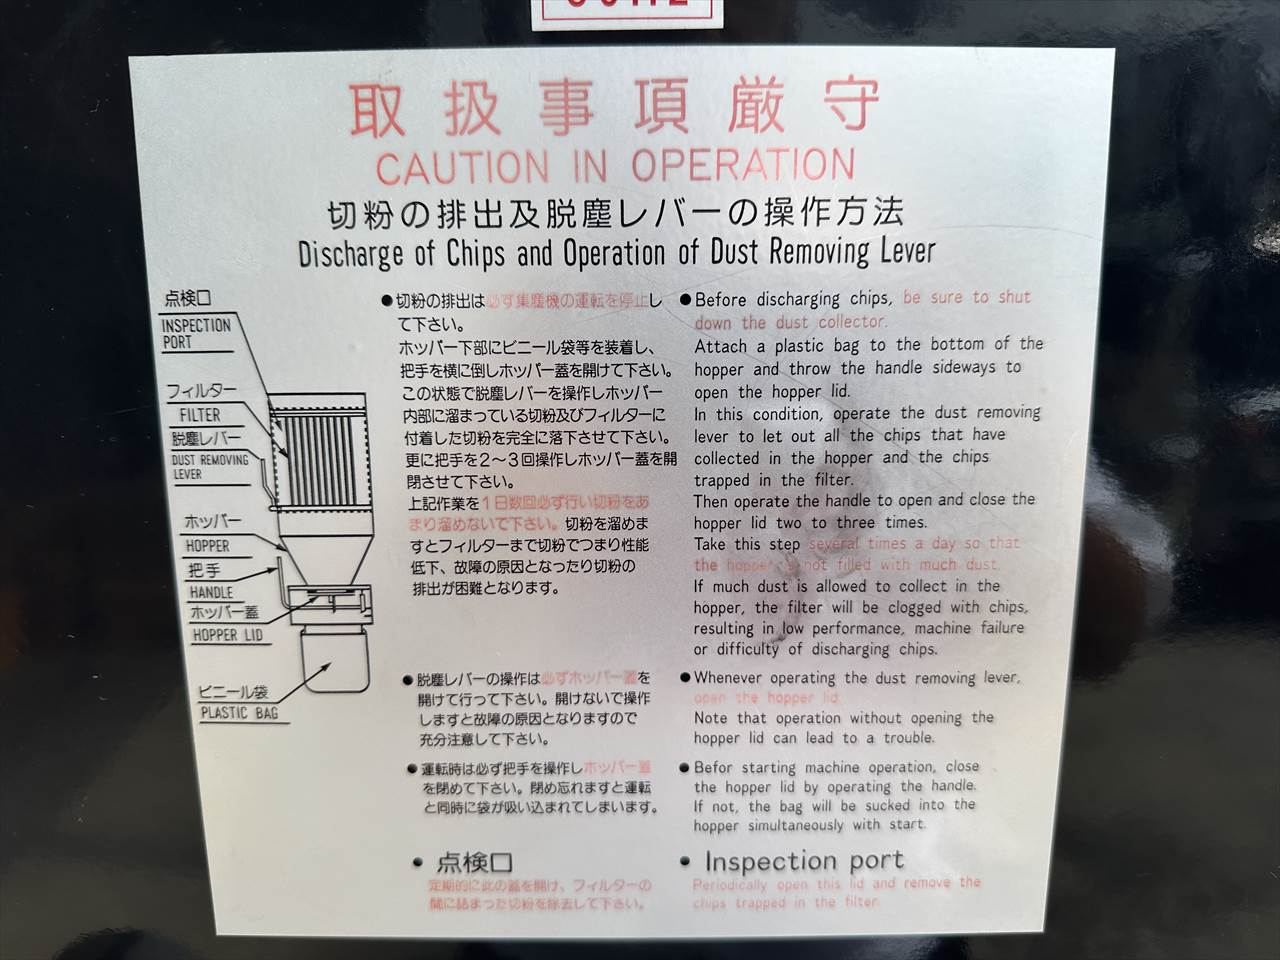 取扱事項厳守
CAUTION IN OPERATION
切粉の排出及脱塵レバーの操作方法
Discharge of Chips and Operation of Dust Removing Lever
点検口
INSPECTION
PORT
フィルター
FILTER
脱塵レバー
DUST REMOVING
LEVER
ホッパー
HOPPER
把手
HANDLE
ホッパー蓋
HOPPER LID
ビニール袋
PLASTIC BAG
●切粉の排出は必ず集塵機の運転を停止し
て下さい。
ホッパー下部にビニール袋等を装着し、
把手を横に倒しホッパー蓋を開けて下さい。
この状態で脱塵レバーを操作しホッパー
内部に溜まっている切粉及びフィルターに
付着した切粉を完全に落下させて下さい。
更に把手を2〜3回操作しホッパー蓋を開
閉させて下さい。
上記作業を1日数回必ず行い切粉をあ
まり溜めないで下さい。切粉を溜めま
すとフィルターまで切粉でつまり性能
低下、故障の原因となったり切粉の
排出が困難となります。
●脱塵レバーの操作は必ずホッパー蓋を
開けて行って下さい。開けないで操作
しますと故障の原因となりますので
充分注意して下さい。
●運転時は必ず把手を操作しホッパー蓋
を閉めて下さい。閉め忘れますと運転
と同時に袋が吸い込まれてしまいます。
• 点検口
定期的に此の蓋を開け、フィルターの
間に詰まった切粉を除去して下さい。
●Before discharging chips, be sure to shut
down the dust collector.
Attach a plastic bag to the bottom of the
hopper and throw the handle sideways to
open the hopper lid.
In this condition, operate the dust removing
lever to let out all the chips that have
collected in the hopper and the chips
trapped in the filter.
Then operate the handle to open and close the
hopper lid two to three times.
Take this step several times a day so that
the hopper is not filled with much dust.
If much dust is allowed to collect in the
hopper, the filter will be clogged with chips,
resulting in low performance, machine failure
or difficulty of discharging chips.
●Whenever operating the dust removing lever,
open the hopper lid.
Note that operation without opening the
hopper lid can lead to a trouble.
●Befor starting machine operation, close
the hopper lid by operating the handle.
If not, the bag will be sucked into the
hopper simultaneously with start.
• Inspection port
Periodically open this lid and remove the
chips trapped in the filter.